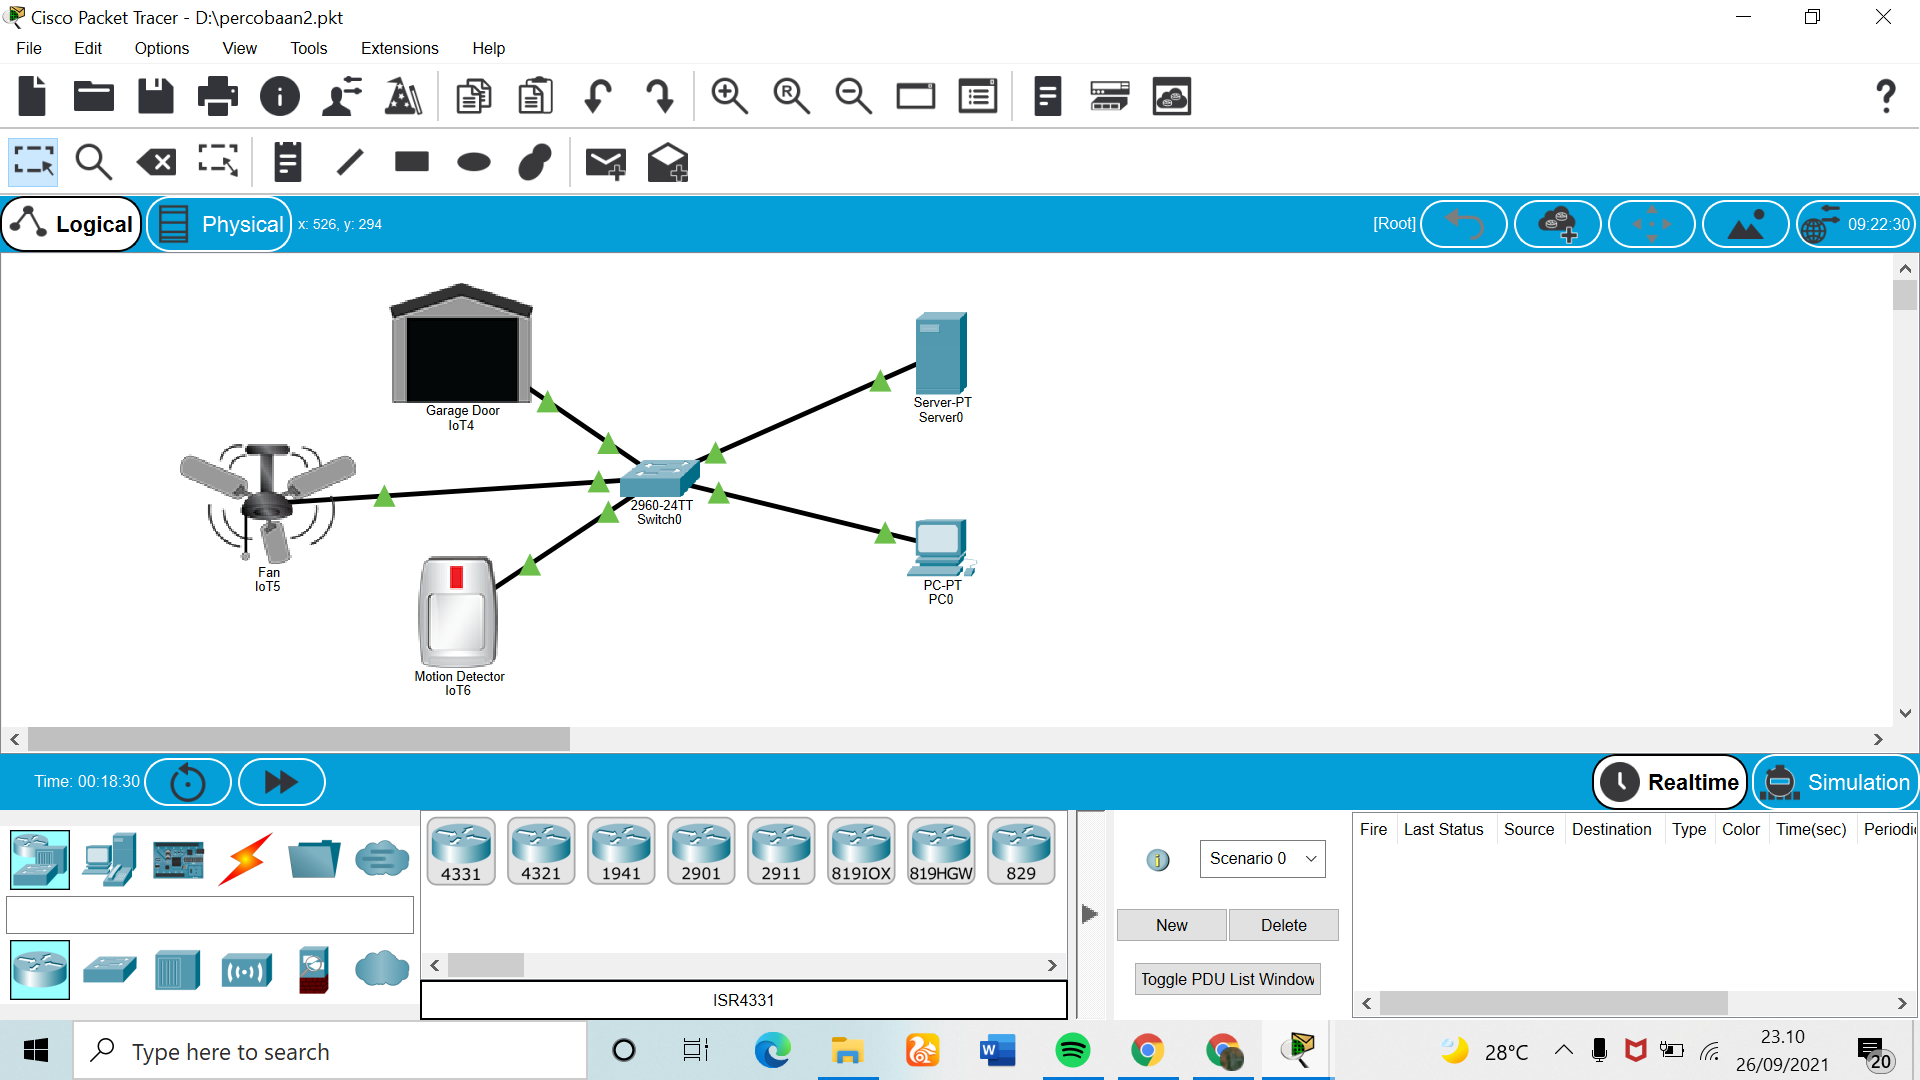 Cisco Packet Tracer - D:\percobaan2.pkt
File Edit Options View Tools Extensions Help
Logical Physical x: 526, y: 294 [Root] 09:22:30
Garage Door
IoT4
Server-PT
Server0
Fan
IoT5
2960-24TT
Switch0
PC-PT
PC0
Motion Detector
IoT6
Time: 00:18:30 Realtime Simulation
4331 4321 1941 2901 2911 819IOX 819HGW 829
ISR4331
Scenario 0
New Delete
Toggle PDU List Window
Fire Last Status Source Destination Type Color Time(sec) Periodi
Type here to search
28°C
23.10
26/09/2021
20